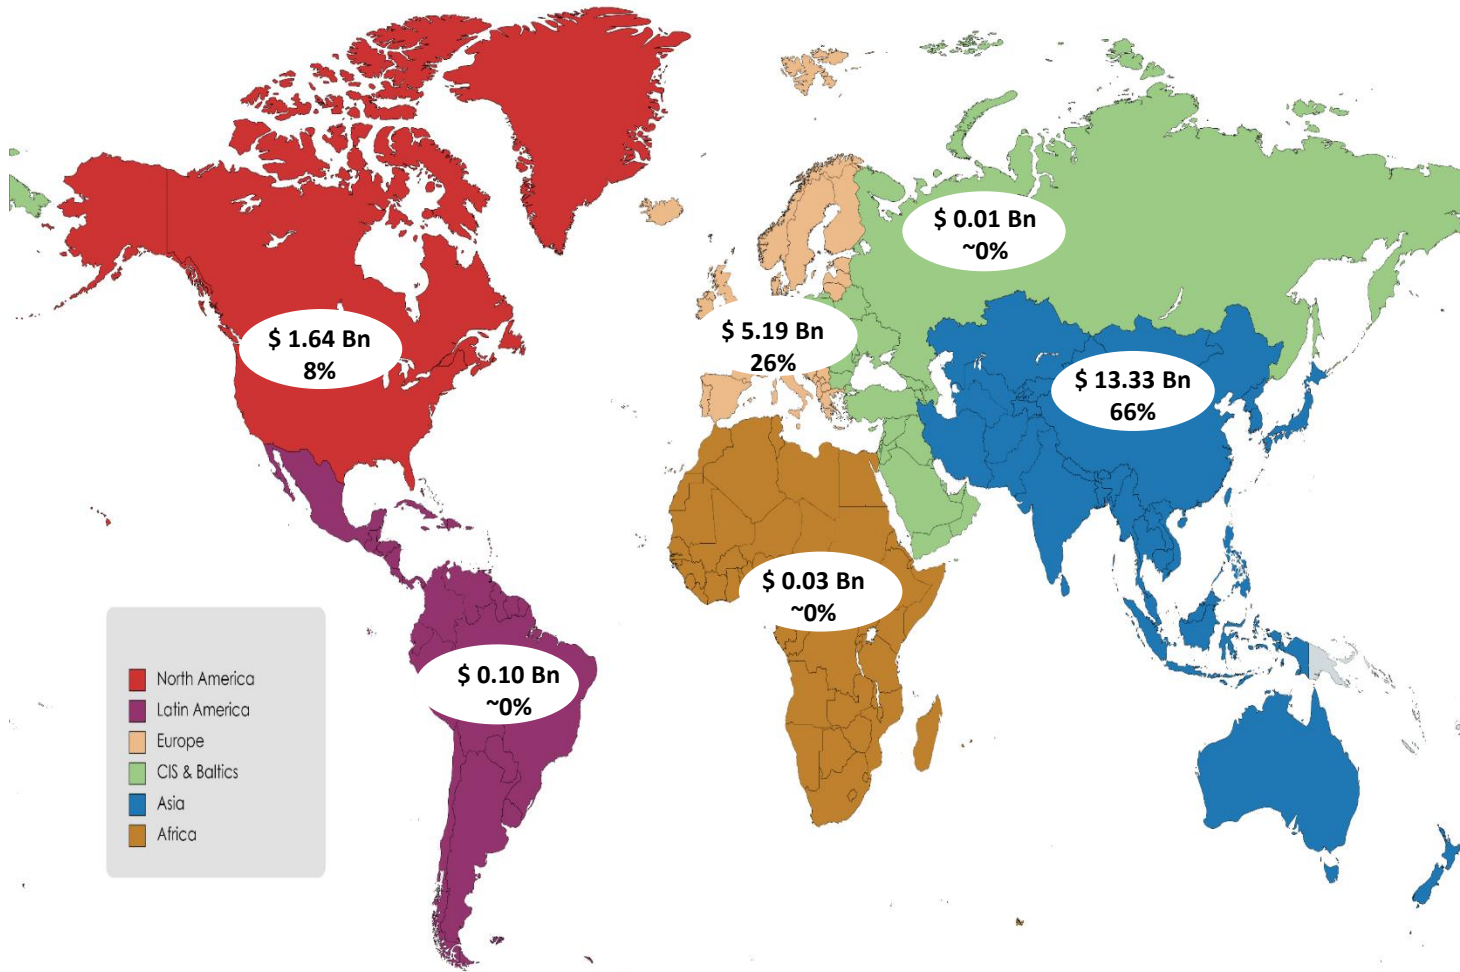 $ 0.01 Bn
~0%
$ 1.64 Bn
8%
$ 5.19 Bn
26%
$ 13.33 Bn
66%
$ 0.03 Bn
~0%
$ 0.10 Bn
~0%
North America
Latin America
Europe
CIS & Baltics
Asia
Africa